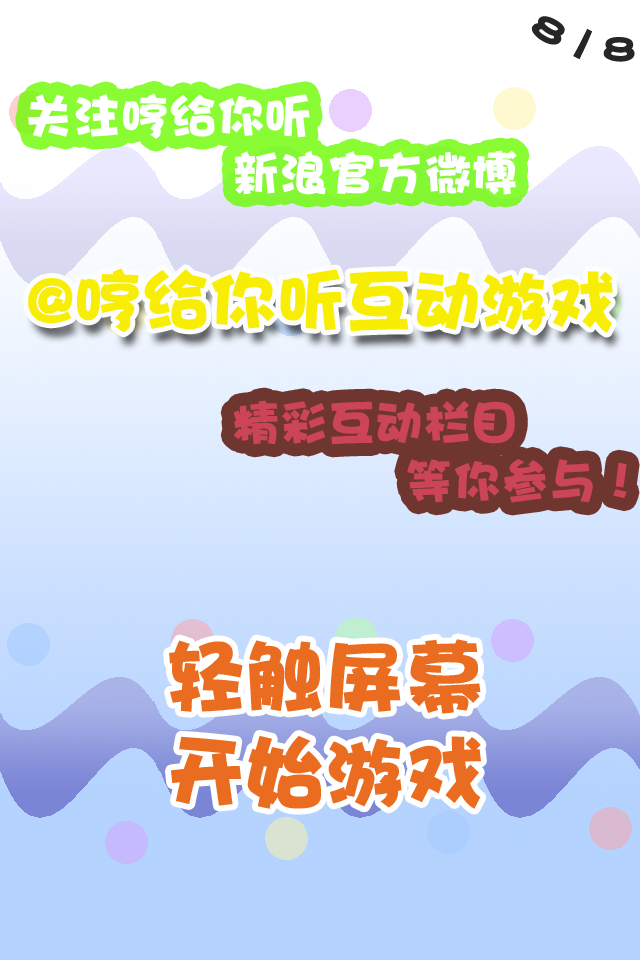 8/8
关注哼给你听
新浪官方微博
@哼给你听互动游戏
精彩互动栏目
等你参与！
轻触屏幕
开始游戏